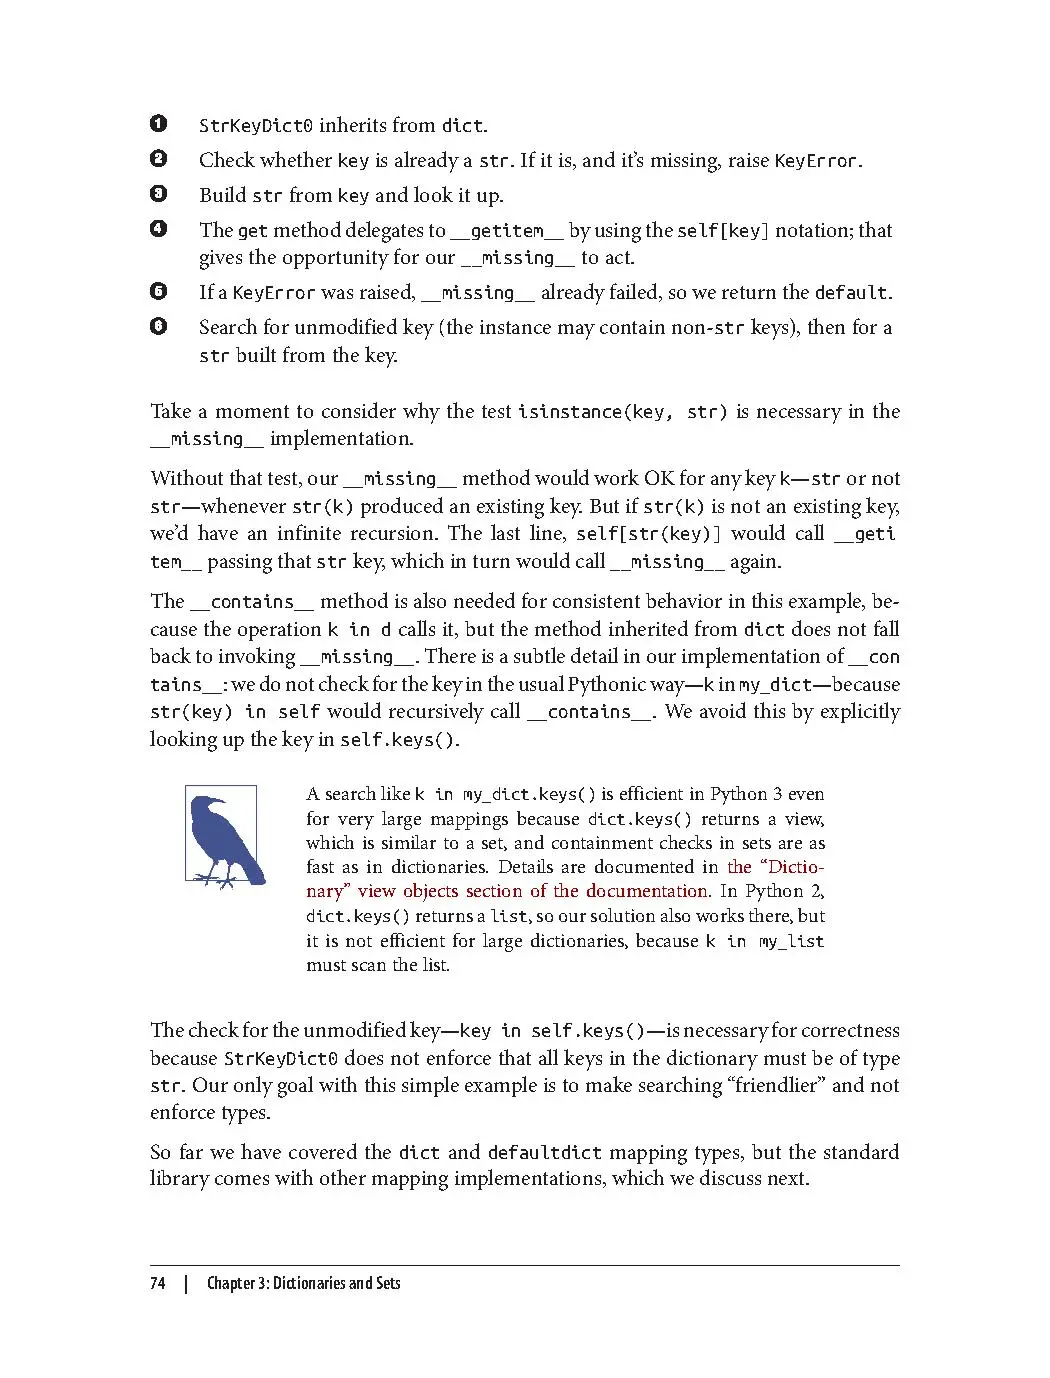 1 StrKeyDict0 inherits from dict.
2 Check whether key is already a str. If it is, and it’s missing, raise KeyError.
3 Build str from key and look it up.
4 The get method delegates to __getitem__ by using the self[key] notation; that
gives the opportunity for our __missing__ to act.
5 If a KeyError was raised, __missing__ already failed, so we return the default.
6 Search for unmodified key (the instance may contain non-str keys), then for a
str built from the key.
Take a moment to consider why the test isinstance(key, str) is necessary in the
__missing__ implementation.
Without that test, our __missing__ method would work OK for any key k—str or not
str—whenever str(k) produced an existing key. But if str(k) is not an existing key,
we’d have an infinite recursion. The last line, self[str(key)] would call __geti
tem__ passing that str key, which in turn would call __missing__ again.
The __contains__ method is also needed for consistent behavior in this example, be-
cause the operation k in d calls it, but the method inherited from dict does not fall
back to invoking __missing__. There is a subtle detail in our implementation of __con
tains__: we do not check for the key in the usual Pythonic way—k in my_dict—because
str(key) in self would recursively call __contains__. We avoid this by explicitly
looking up the key in self.keys().
A search like k in my_dict.keys() is efficient in Python 3 even
for very large mappings because dict.keys() returns a view,
which is similar to a set, and containment checks in sets are as
fast as in dictionaries. Details are documented in the “Dictio-
nary” view objects section of the documentation. In Python 2,
dict.keys() returns a list, so our solution also works there, but
it is not efficient for large dictionaries, because k in my_list
must scan the list.
The check for the unmodified key—key in self.keys()—is necessary for correctness
because StrKeyDict0 does not enforce that all keys in the dictionary must be of type
str. Our only goal with this simple example is to make searching “friendlier” and not
enforce types.
So far we have covered the dict and defaultdict mapping types, but the standard
library comes with other mapping implementations, which we discuss next.
74 | Chapter 3: Dictionaries and Sets